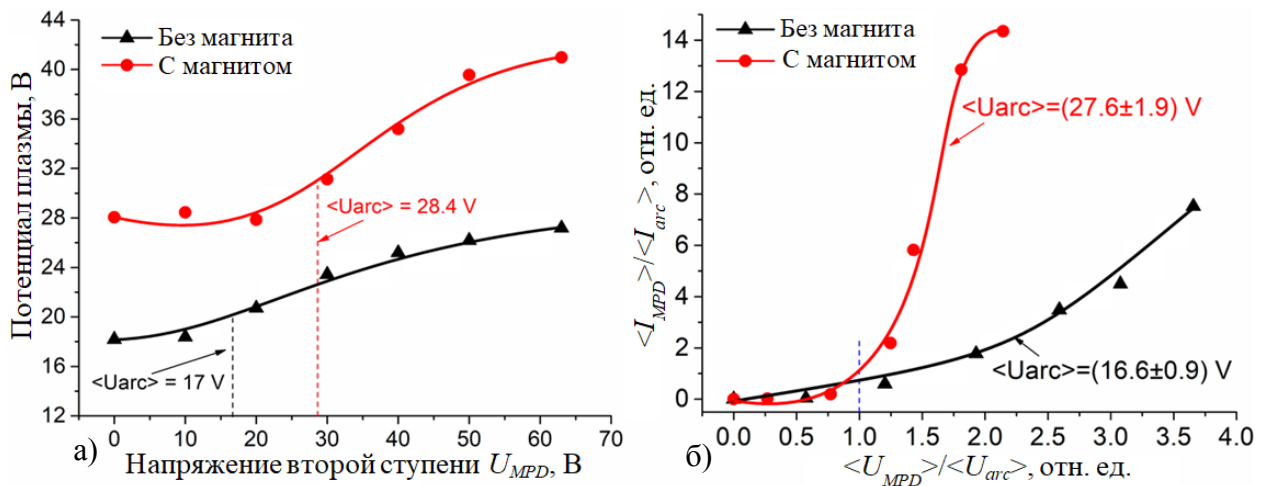 44
40
36
32
28
24
20
16
12
Потенциал плазмы, В
Без магнита
С магнитом
<Uarc> = 28.4 V
<Uarc> = 17 V
0 10 20 30 40 50 60 70
а)
Напряжение второй ступени U_MPD, В
14
12
10
8
6
4
2
0
<I_MPD>/<I_arc>, отн. ед.
Без магнита
С магнитом
<Uarc>=(27.6±1.9) V
<Uarc>=(16.6±0.9) V
0.0 0.5 1.0 1.5 2.0 2.5 3.0 3.5 4.0
б)
<U_MPD>/<U_arc>, отн. ед.